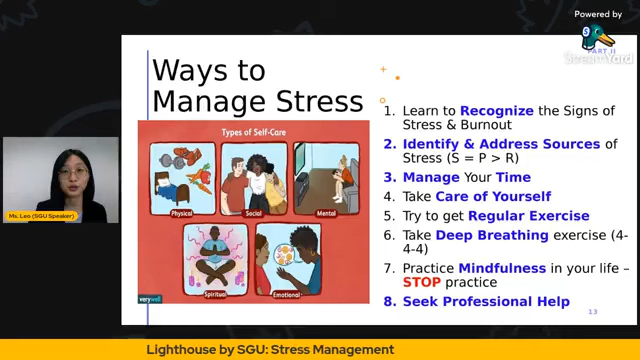 Powered by
StreamYard
PART II
Ways to
Manage Stress
Types of Self-Care
Physical
Social
Mental
Spiritual
Emotional
verywell
1. Learn to Recognize the Signs of
Stress & Burnout
2. Identify & Address Sources of
Stress (S = P > R)
3. Manage Your Time
4. Take Care of Yourself
5. Try to get Regular Exercise
6. Take Deep Breathing exercise (4-
4-4)
7. Practice Mindfulness in your life –
STOP practice
8. Seek Professional Help
13
Ms. Leo (SGU Speaker)
Lighthouse by SGU: Stress Management